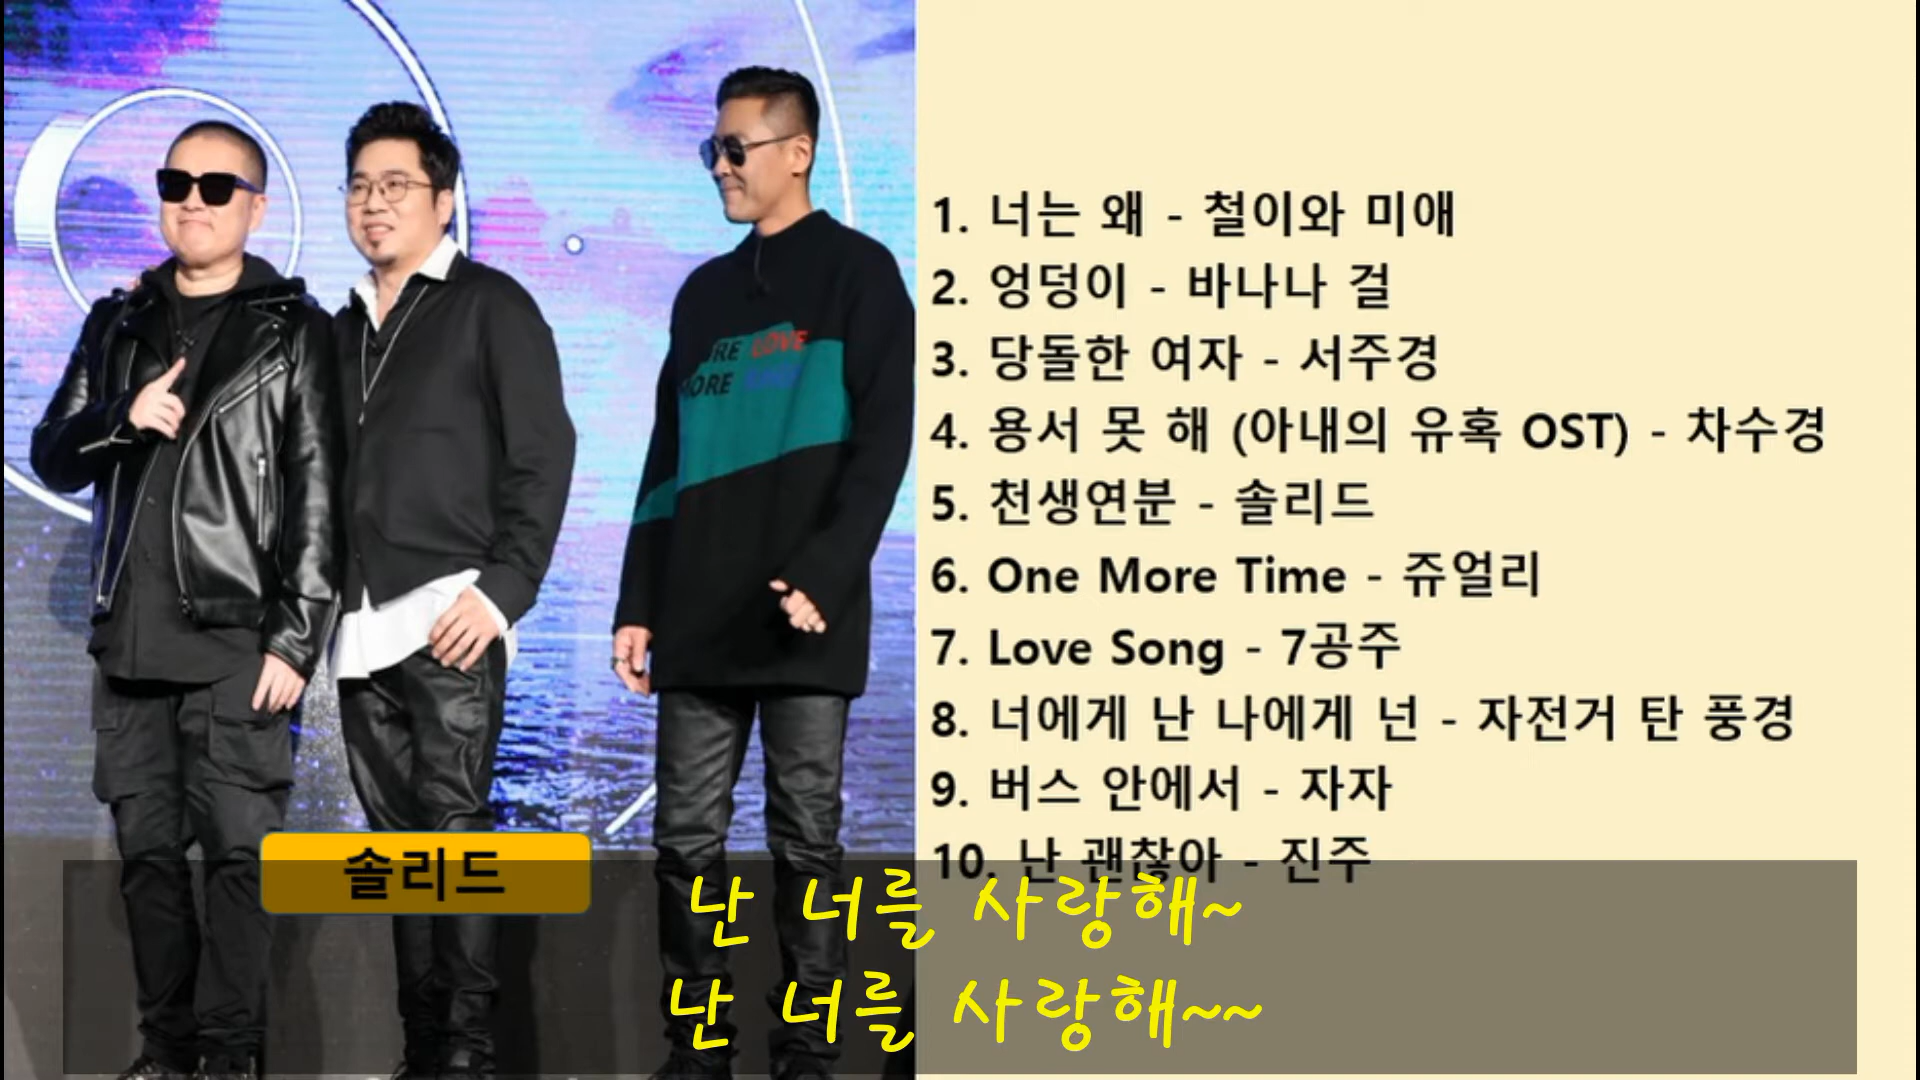 1. 너는 왜 - 철이와 미애
2. 엉덩이 - 바나나 걸
3. 당돌한 여자 - 서주경
4. 용서 못 해 (아내의 유혹 OST) - 차수경
5. 천생연분 - 솔리드
6. One More Time - 쥬얼리
7. Love Song - 7공주
8. 너에게 난 나에게 넌 - 자전거 탄 풍경
9. 버스 안에서 - 자자
10. 난 괜찮아 - 진주
LOVE
MORE
솔리드
난 너를 사랑해~
난 너를 사랑해~~